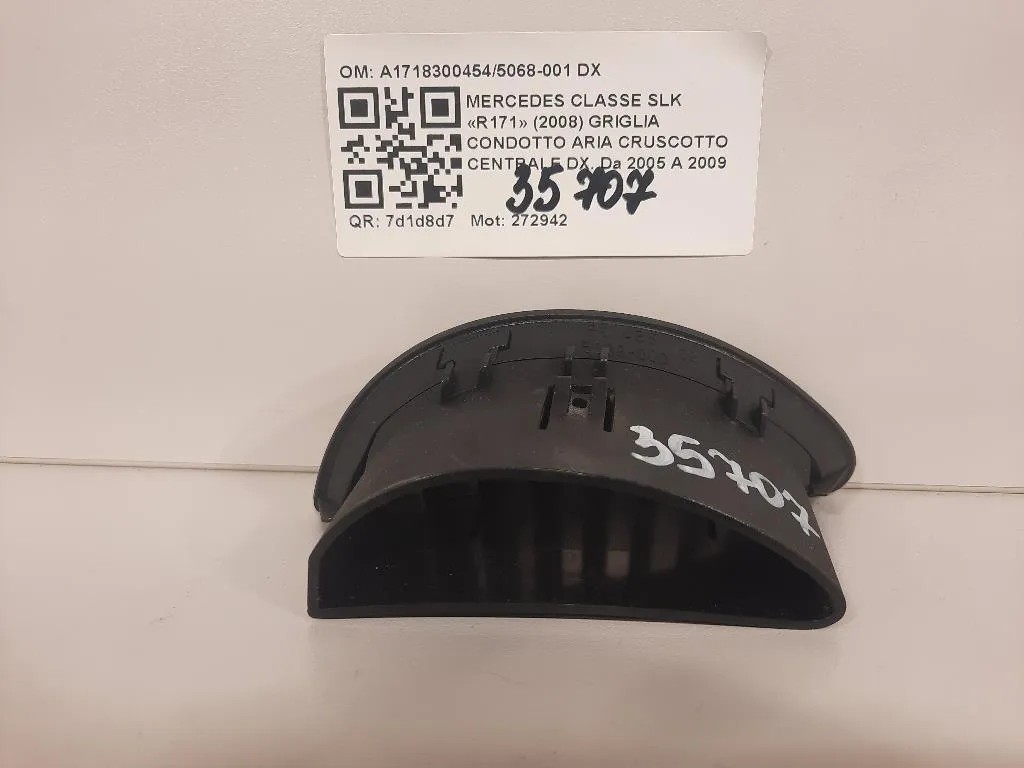 OM: A1718300454/5068-001 DX
MERCEDES CLASSE SLK
«R171» (2008) GRIGLIA
CONDOTTO ARIA CRUSCOTTO
CENTRALE DX. Da 2005 A 2009
35707
QR: 7d1d8d7 Mot: 272942
35707